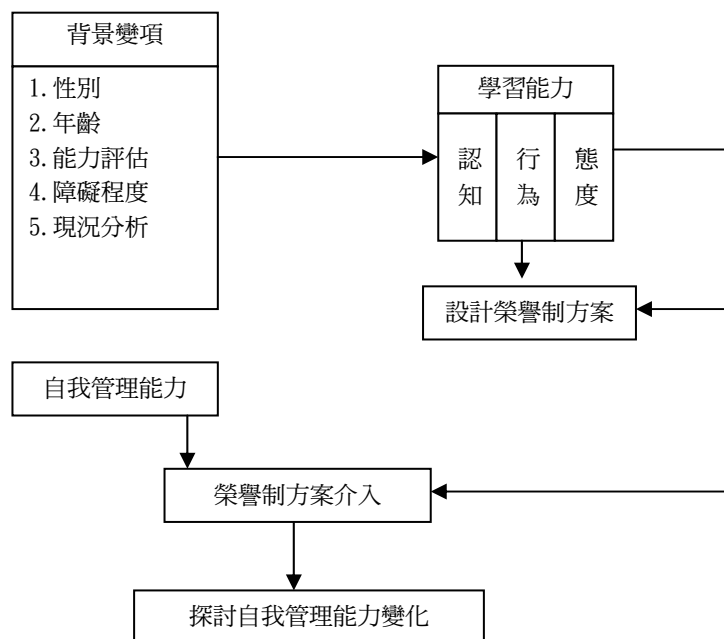 背景變項
1.性別
2.年齡
3.能力評估
4.障礙程度
5.現況分析
學習能力
認知
行為
態度
設計榮譽制方案
自我管理能力
榮譽制方案介入
探討自我管理能力變化